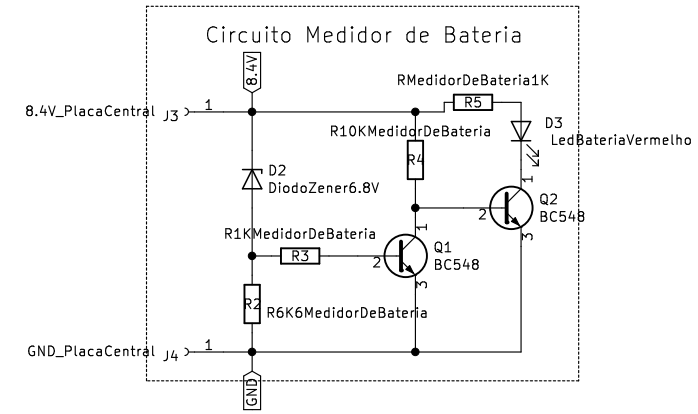 Circuito Medidor de Bateria
8.4V
RMedidorDeBateria1K
8.4V_PlacaCentral J3 1
R5
R10KMedidorDeBateria
D3
LedBateriaVermelho
R4
D2
DiodoZener6.8V
1
Q2
BC548
2
3
R1KMedidorDeBateria
1
R3
2
Q1
BC548
3
R2
R6K6MedidorDeBateria
GND_PlacaCentral J4 1
GND